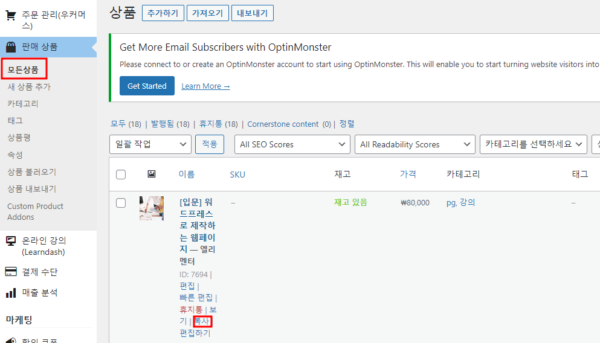 주문 관리(우커머
스)
판매 상품
모든상품
새 상품 추가
카테고리
태그
상품평
속성
상품 불러오기
상품 내보내기
Custom Product
Addons
온라인 강의
(Learndash)
결제 수단
매출 분석
마케팅
할인 쿠폰
상품 추가하기 가져오기 내보내기
Get More Email Subscribers with OptinMonster
Please connect to or create an OptinMonster account to start using OptinMonster. This will enable you to start turning website visitors into
Get Started Learn More →
모두 (18) | 발행됨 (18) | 휴지통 (18) | Cornerstone content (0) | 정렬
일괄 작업 적용 All SEO Scores All Readability Scores 카테고리를 선택하세요
이름 SKU 재고 가격 카테고리 태그
[입문] 워 – 재고 있음 ₩80,000 pg, 강의 –
드프레스
로 제작하
는 웹페이
지 — 엘리
멘터
ID: 7694 |
편집 |
빠른 편집 |
휴지통 | 보
기 | 복사
편집하기